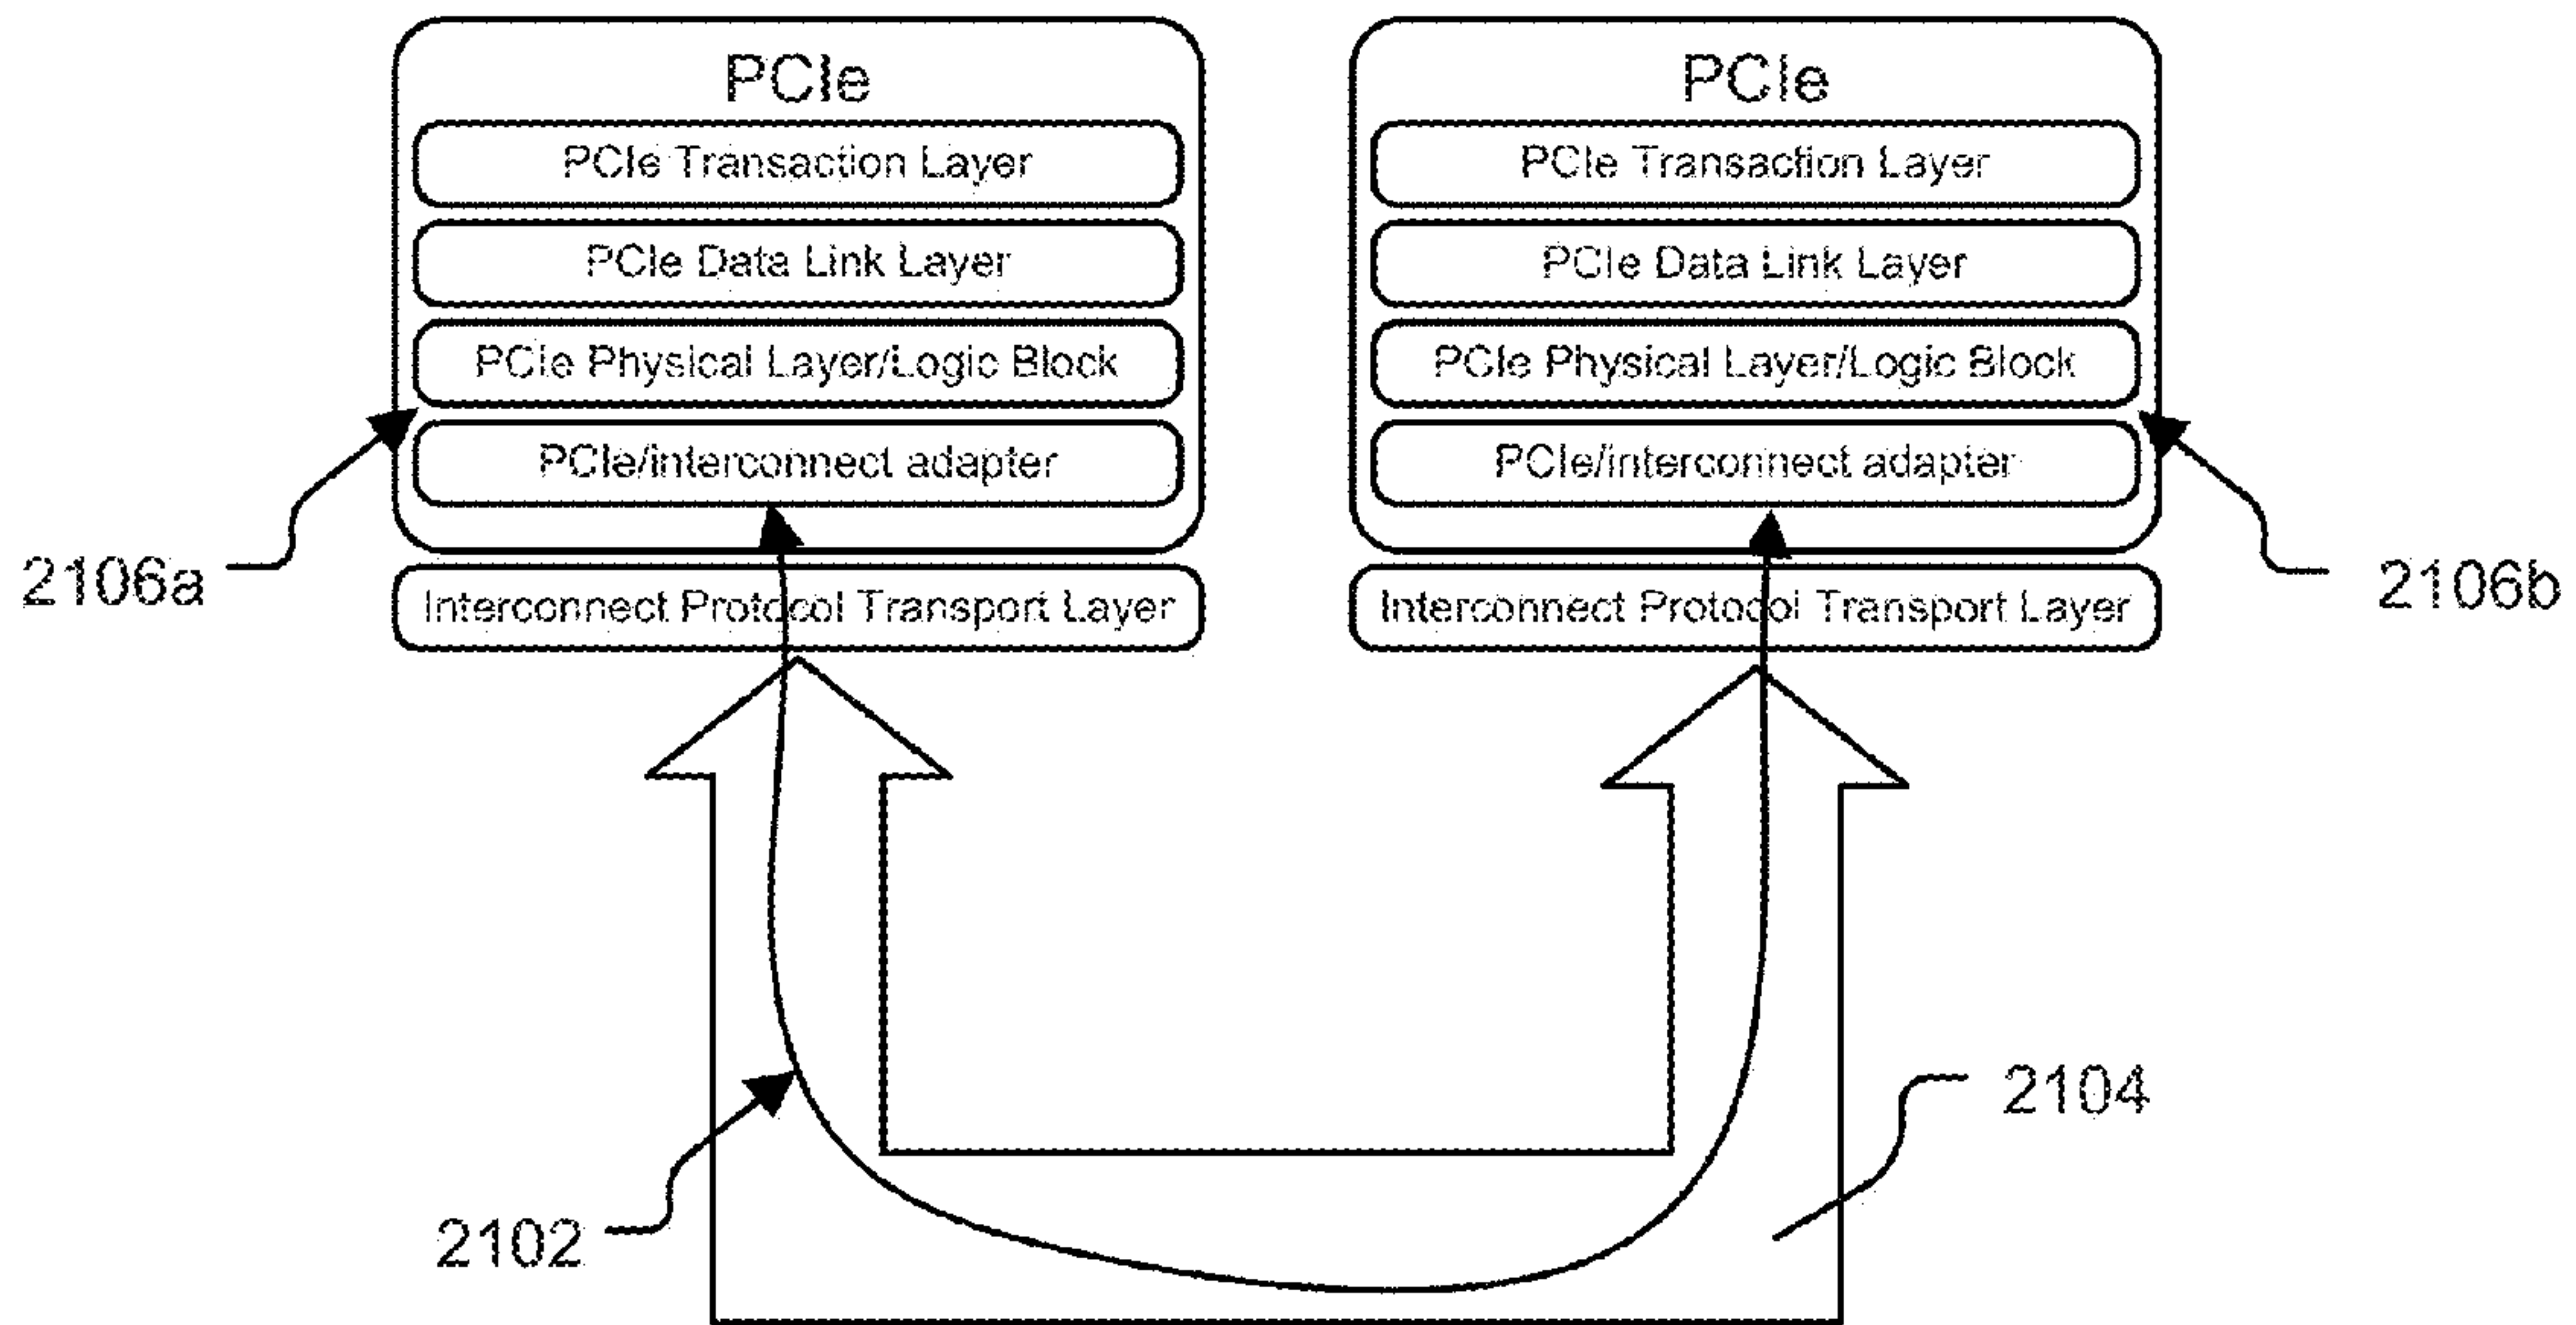 PCIe
PCIe Transaction Layer
PCIe Data Link Layer
PCIe Physical Layer/Logic Block
PCIe/interconnect adapter
Interconnect Protocol Transport Layer
2106a
PCIe
PCIe Transaction Layer
PCIe Data Link Layer
PCIe Physical Layer/Logic Block
PCIe/interconnect adapter
Interconnect Protocol Transport Layer
2106b
2102
2104